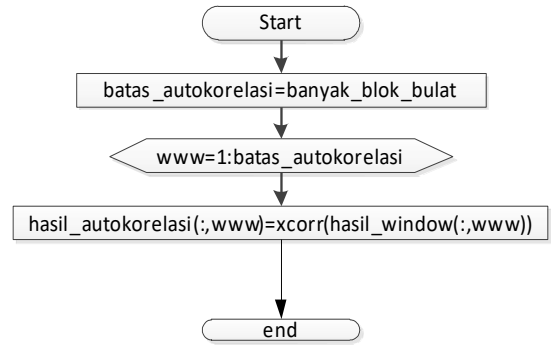 Start
batas_autokorelasi=banyak_blok_bulat
www=1:batas_autokorelasi
hasil_autokorelasi(:,www)=xcorr(hasil_window(:,www))
end